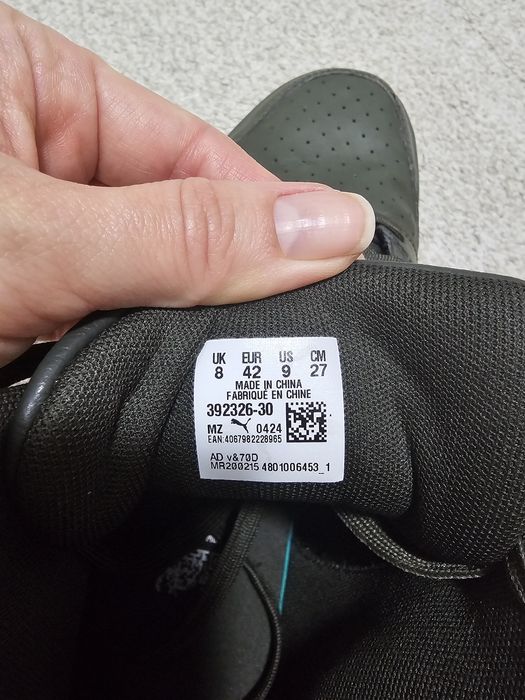 UK EUR US CM
8 42 9 27
MADE IN CHINA
FABRIQUÉ EN CHINE
392326-30
MZ 0424
EAN:4067982228965
AD v&70D
MR200215 4801006453_1